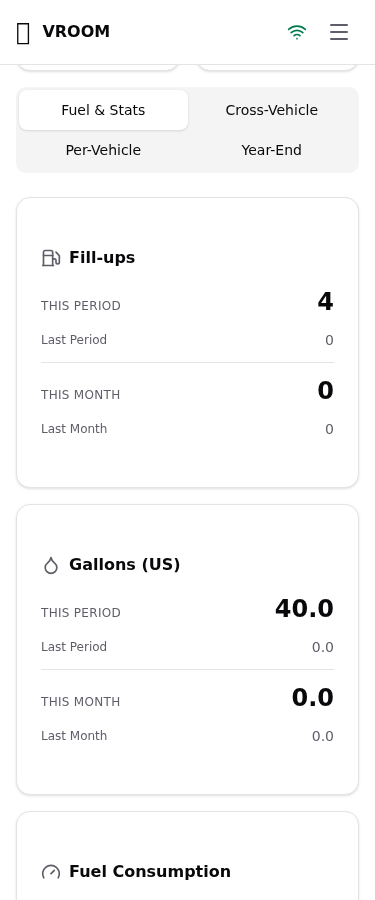 VROOM
Fuel & Stats
Cross-Vehicle
Per-Vehicle
Year-End
Fill-ups
THIS PERIOD 4
Last Period 0
THIS MONTH 0
Last Month 0
Gallons (US)
THIS PERIOD 40.0
Last Period 0.0
THIS MONTH 0.0
Last Month 0.0
Fuel Consumption